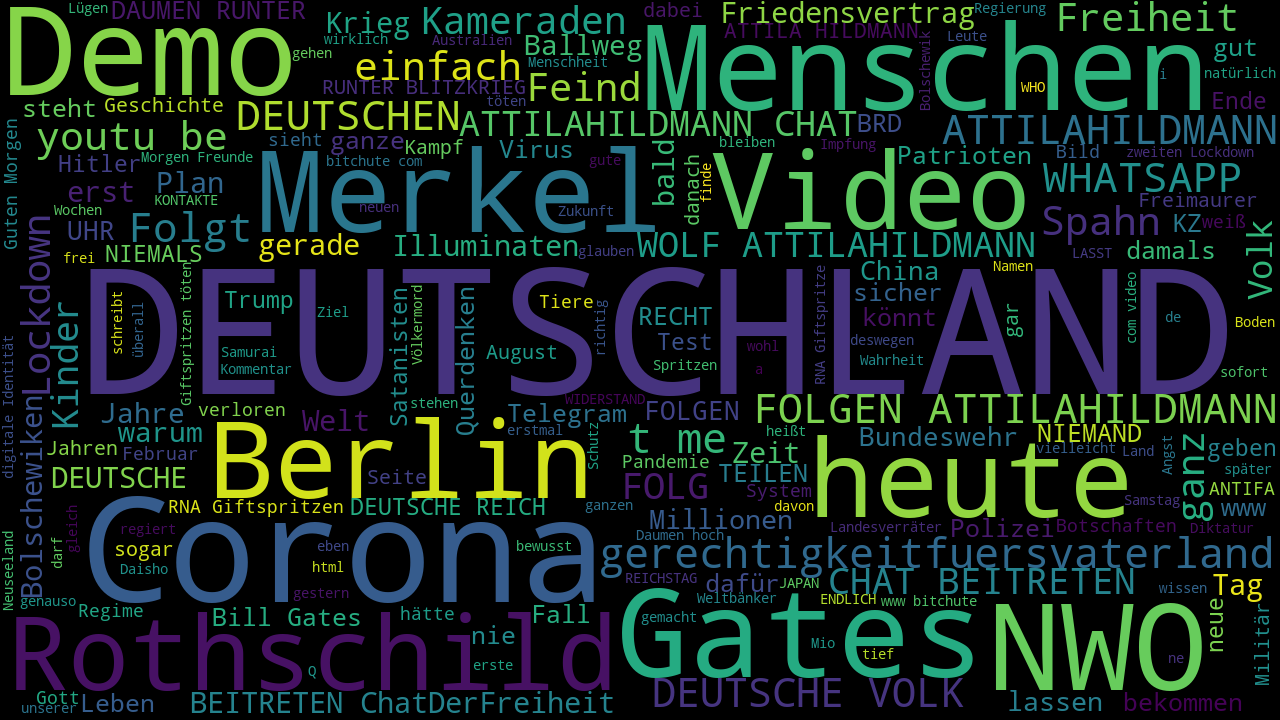 Lügen
DAUMEN RUNTER
Demo
gehen
Krieg
wirklich
Kameraden
Australien
einfach
Ballweg
Menschheit
Feind
RUNTER BLITZKRIEG
töten
dabei
Menschen
Friedensvertrag
ATTILA HILDMANN
Regierung
Leute
Bolschewik
WHO
i
Freiheit
gut
natürlich
Ende
steht
Geschichte
DEUTSCHEN
ATTILAHILDMANN CHAT
BRD
ATTILAHILDMANN
Guten Morgen
youtu be
sieht
ganze
Kampf
Virus
bleiben
Impfung
Hitler
Morgen Freunde
bitchute com
gute
bald
finde
danach
Video
Patrioten
Bild
zweiten Lockdown
erst
Plan
KONTAKTE
Merkel
WHATSAPP
Freimaurer
Wochen
neuen
Zukunft
UHR
Folgt
Spahn
KZ
weiß
Volk
frei
NIEMALS
gerade
Illuminaten
glauben
WOLF ATTILAHILDMANN
LASST
damals
Lockdown
Giftspritzen töten
China
Namen
DEUTSCHLAND
Kinder
schreibt
überall
Trump
Ziel
Satanisten
Völkermord
Querdenken
Tiere
richtig
RECHT
RNA Giftspritze
sicher
könnt
gar
com video
de
Boden
digitale Identität
Samurai
Kommentar
August
Test
Spritzen
wohl
a
deswegen
Wahrheit
sofort
Bolschewiken
Jahre
verloren
Welt
stehen
WIDERSTAND
Telegram
FOLGEN
FOLGEN ATTILAHILDMANN
warum
Berlin
erstmal
Schutz
t me
heißt
Zeit
Bundeswehr
NIEMAND
vielleicht
Land
Angst
ganz
geben
Jahren
Februar
Pandemie
heute
später
DEUTSCHE
Seite
FOLG
TEILEN
System
ANTIFA
RNA Giftspritzen
DEUTSCHE REICH
ganzen
davon
Samstag
www
Corona
Millionen
Landesverräter
Polizei
Botschaften
Diktatur
Neuseeland
darf
gleich
regiert
sogar
Daisho
eben
html
bewusst
Daumen hoch
gerechtigkeitfuersvaterland
genauso
gestern
REICHSTAG
dafür
JAPAN
CHAT BEITRETEN
wissen
Tag
Regime
Bill Gates
hätte
Fall
Weltbänker
ENDLICH
www bitchute
Rothschild
nie
gemacht
Gates
Mio
tief
NWO
neue
Militär
Q
erste
ne
Gott
unserer
Leben
BEITRETEN ChatDerFreiheit
DEUTSCHE VOLK
lassen
bekommen